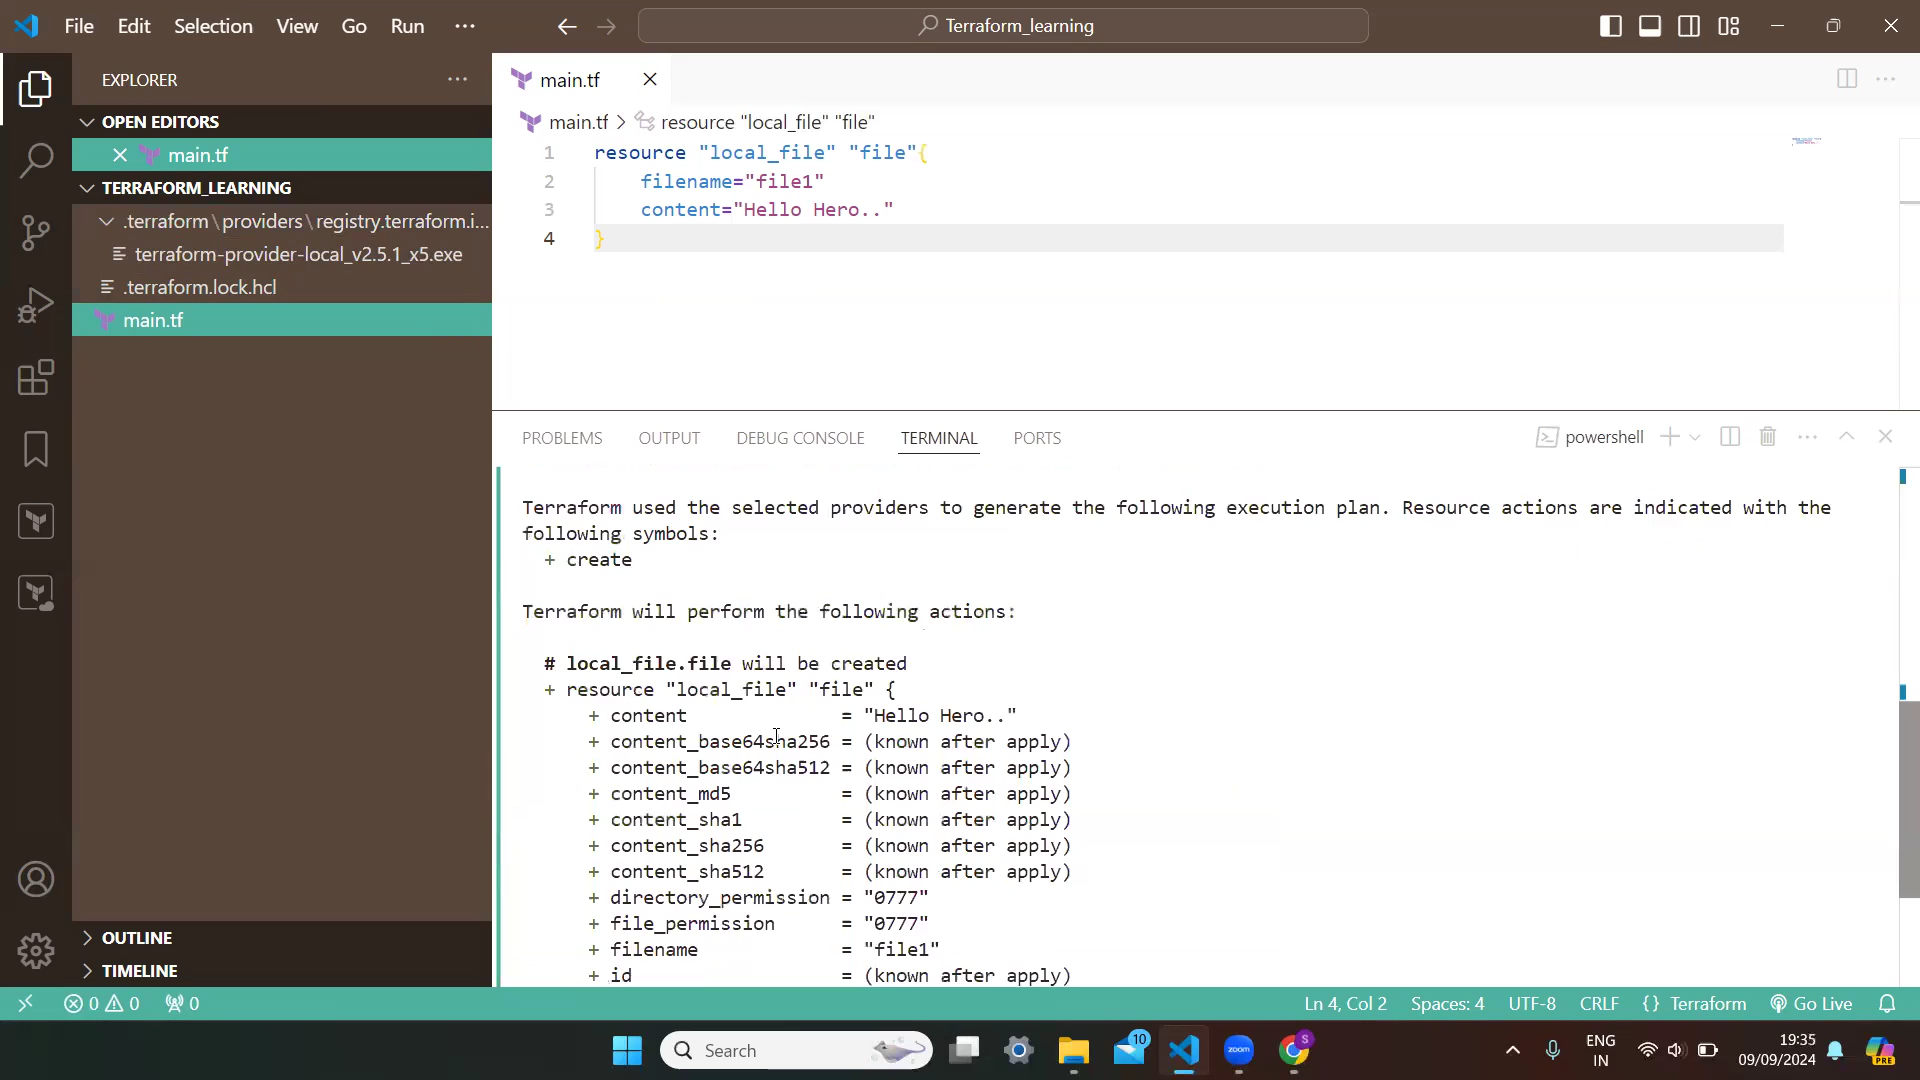 File Edit Selection View Go Run ···
Terraform_learning
EXPLORER
OPEN EDITORS
main.tf
TERRAFORM_LEARNING
.terraform\providers\registry.terraform.i...
terraform-provider-local_v2.5.1_x5.exe
.terraform.lock.hcl
main.tf
OUTLINE
TIMELINE
main.tf
main.tf > resource "local_file" "file"
1 resource "local_file" "file"{
2 filename="file1"
3 content="Hello Hero.."
4 }
PROBLEMS OUTPUT DEBUG CONSOLE TERMINAL PORTS
powershell
Terraform used the selected providers to generate the following execution plan. Resource actions are indicated with the
following symbols:
+ create
Terraform will perform the following actions:
# local_file.file will be created
+ resource "local_file" "file" {
+ content = "Hello Hero.."
+ content_base64sha256 = (known after apply)
+ content_base64sha512 = (known after apply)
+ content_md5 = (known after apply)
+ content_sha1 = (known after apply)
+ content_sha256 = (known after apply)
+ content_sha512 = (known after apply)
+ directory_permission = "0777"
+ file_permission = "0777"
+ filename = "file1"
+ id = (known after apply)
0 0 0
Ln 4, Col 2 Spaces: 4 UTF-8 CRLF {} Terraform Go Live
Search
10
zoom
S
ENG
IN
19:35
09/09/2024
PRE